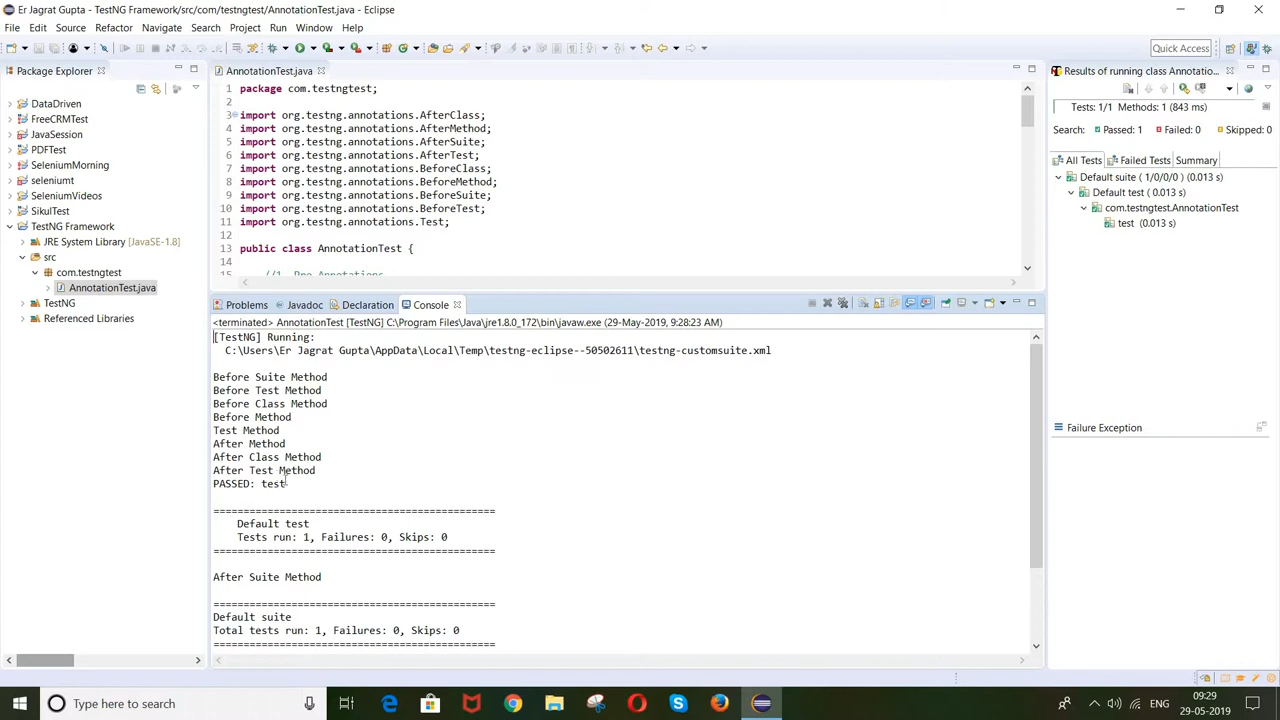 Er Jagrat Gupta - TestNG Framework/src/com/testngtest/AnnotationTest.java - Eclipse
File Edit Source Refactor Navigate Search Project Run Window Help
Quick Access
Package Explorer
DataDriven
FreeCRMTest
JavaSession
PDFTest
SeleniumMorning
seleniumt
SeleniumVideos
SikulTest
TestNG Framework
JRE System Library [JavaSE-1.8]
src
com.testngtest
AnnotationTest.java
TestNG
Referenced Libraries
AnnotationTest.java
1 package com.testngtest;
2
3 import org.testng.annotations.AfterClass;
4 import org.testng.annotations.AfterMethod;
5 import org.testng.annotations.AfterSuite;
6 import org.testng.annotations.AfterTest;
7 import org.testng.annotations.BeforeClass;
8 import org.testng.annotations.BeforeMethod;
9 import org.testng.annotations.BeforeSuite;
10 import org.testng.annotations.BeforeTest;
11 import org.testng.annotations.Test;
12
13 public class AnnotationTest {
14
15 //1. Pre Annotations
Problems Javadoc Declaration Console
<terminated> AnnotationTest [TestNG] C:\Program Files\Java\jre1.8.0_172\bin\javaw.exe (29-May-2019, 9:28:23 AM)
[TestNG] Running:
C:\Users\Er Jagrat Gupta\AppData\Local\Temp\testng-eclipse--50502611\testng-customsuite.xml
Before Suite Method
Before Test Method
Before Class Method
Before Method
Test Method
After Method
After Class Method
After Test Method
PASSED: test
===============================================
Default test
Tests run: 1, Failures: 0, Skips: 0
===============================================
After Suite Method
===============================================
Default suite
Total tests run: 1, Failures: 0, Skips: 0
===============================================
Results of running class Annotatio...
Tests: 1/1 Methods: 1 (843 ms)
Search: Passed: 1 Failed: 0 Skipped: 0
All Tests Failed Tests Summary
Default suite ( 1/0/0/0 ) (0.013 s)
Default test ( 0.013 s)
com.testngtest.AnnotationTest
test (0.013 s)
Failure Exception
Type here to search
09:29
29-05-2019